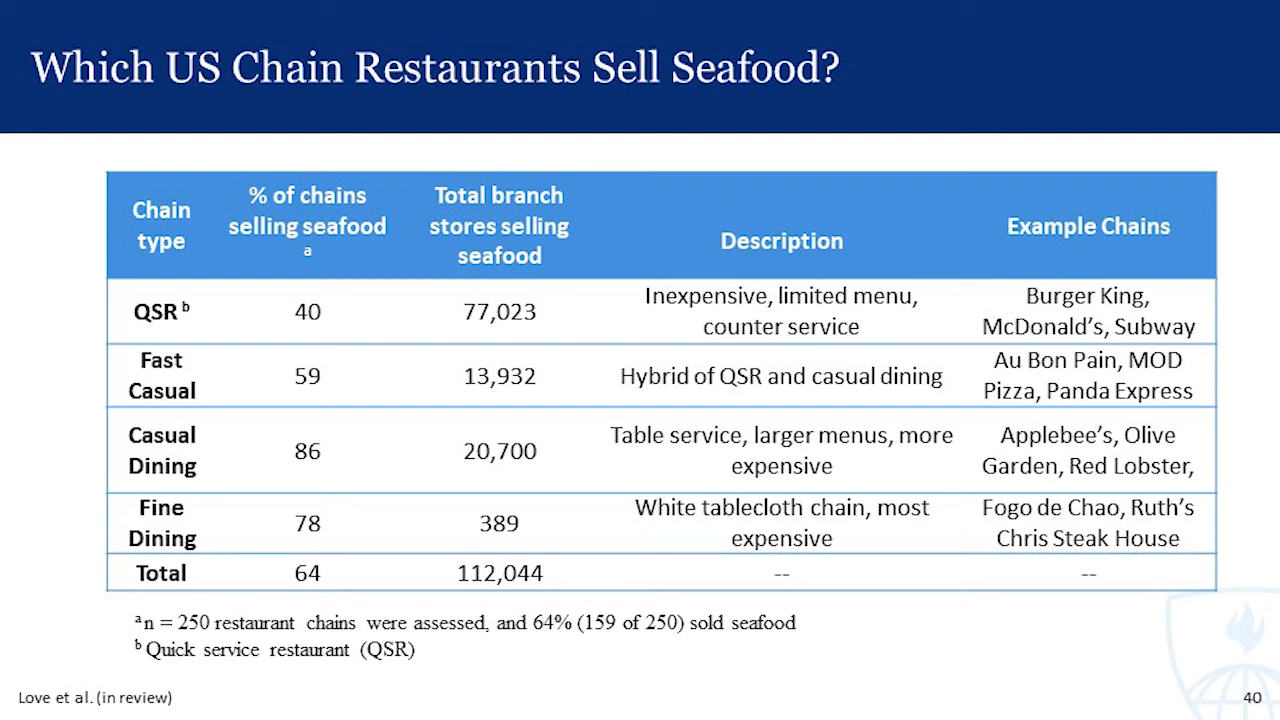 Which US Chain Restaurants Sell Seafood?
Chain
type
% of chains
selling seafood
a
Total branch
stores selling
seafood
Description
Example Chains
QSR b
40
77,023
Inexpensive, limited menu,
counter service
Burger King,
McDonald’s, Subway
Fast
Casual
59
13,932
Hybrid of QSR and casual dining
Au Bon Pain, MOD
Pizza, Panda Express
Casual
Dining
86
20,700
Table service, larger menus, more
expensive
Applebee’s, Olive
Garden, Red Lobster,
Fine
Dining
78
389
White tablecloth chain, most
expensive
Fogo de Chao, Ruth’s
Chris Steak House
Total
64
112,044
--
--
a n = 250 restaurant chains were assessed, and 64% (159 of 250) sold seafood
b Quick service restaurant (QSR)
Love et al. (in review)
40